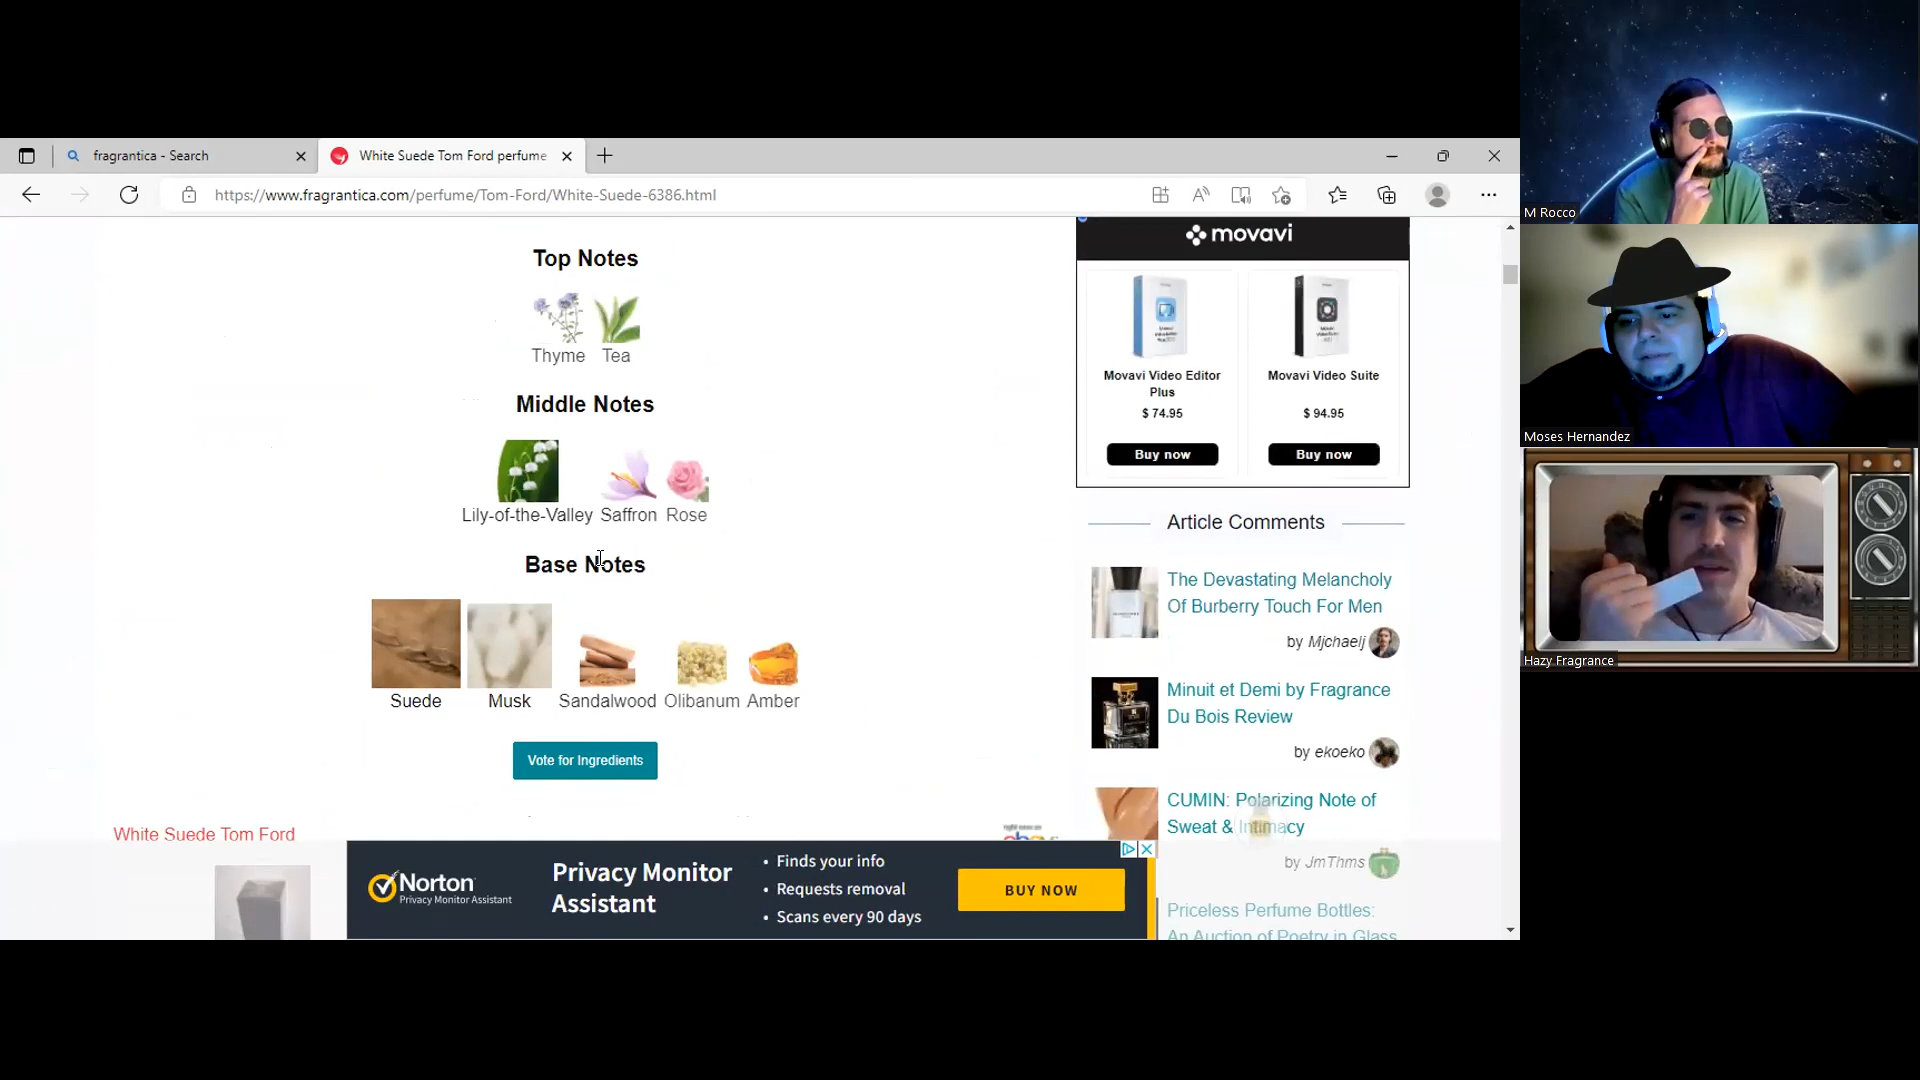 fragrantica - Search
White Suede Tom Ford perfume
https://www.fragrantica.com/perfume/Tom-Ford/White-Suede-6386.html
Top Notes
Thyme Tea
Middle Notes
Lily-of-the-Valley Saffron Rose
Base Notes
Suede Musk Sandalwood Olibanum Amber
Vote for Ingredients
White Suede Tom Ford
movavi
Movavi Video Editor
Plus
$ 74.95
Buy now
Movavi Video Suite
$ 94.95
Buy now
Article Comments
The Devastating Melancholy
Of Burberry Touch For Men
by Mjchaelj
Minuit et Demi by Fragrance
Du Bois Review
by ekoeko
CUMIN: Polarizing Note of
Sweat & Intimacy
by JmThms
Priceless Perfume Bottles:
An Auction of Poetry in Glass
Norton
Privacy Monitor Assistant
Privacy Monitor
Assistant
• Finds your info
• Requests removal
• Scans every 90 days
BUY NOW
M Rocco
Moses Hernandez
Hazy Fragrance